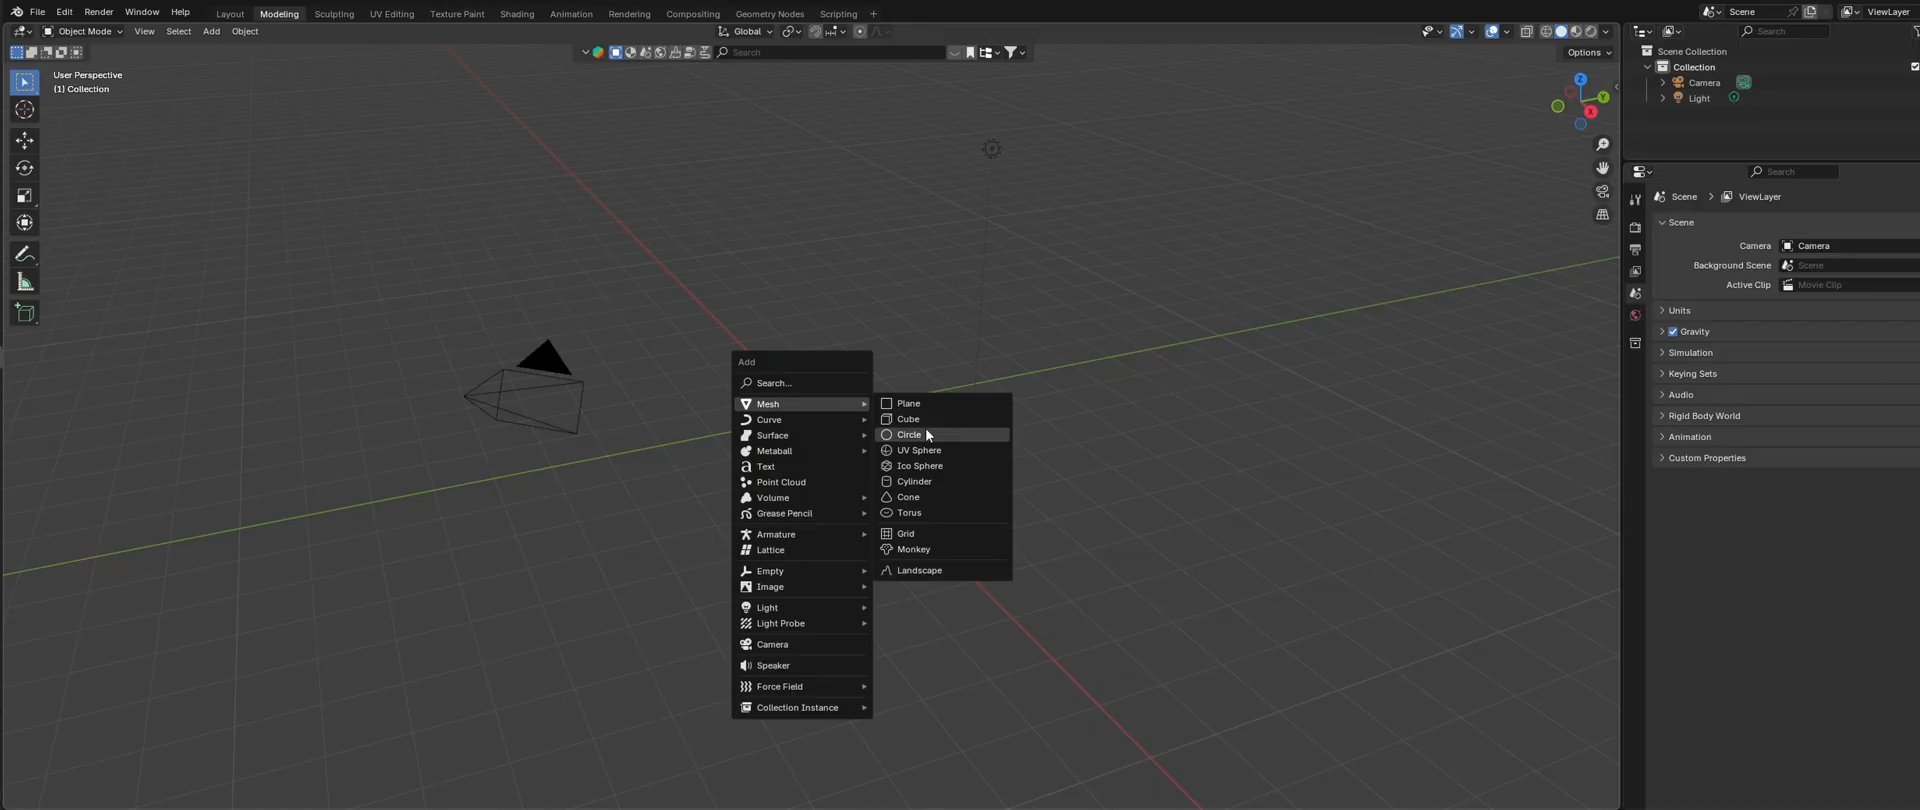 File Edit Render Window Help Layout Modeling Sculpting UV Editing Texture Paint Shading Animation Rendering Compositing Geometry Nodes Scripting + Scene ViewLayer
Object Mode View Select Add Object Global Search
Search Options
User Perspective
(1) Collection
Z
Y
X
Scene Collection
Collection
Camera
Light
Search
Scene > ViewLayer
Scene
Camera Camera
Background Scene Scene
Active Clip Movie Clip
Units
Gravity
Simulation
Keying Sets
Audio
Rigid Body World
Animation
Custom Properties
Add
Search...
Mesh
Curve
Surface
Metaball
Text
Point Cloud
Volume
Grease Pencil
Armature
Lattice
Empty
Image
Light
Light Probe
Camera
Speaker
Force Field
Collection Instance
Plane
Cube
Circle
UV Sphere
Ico Sphere
Cylinder
Cone
Torus
Grid
Monkey
Landscape